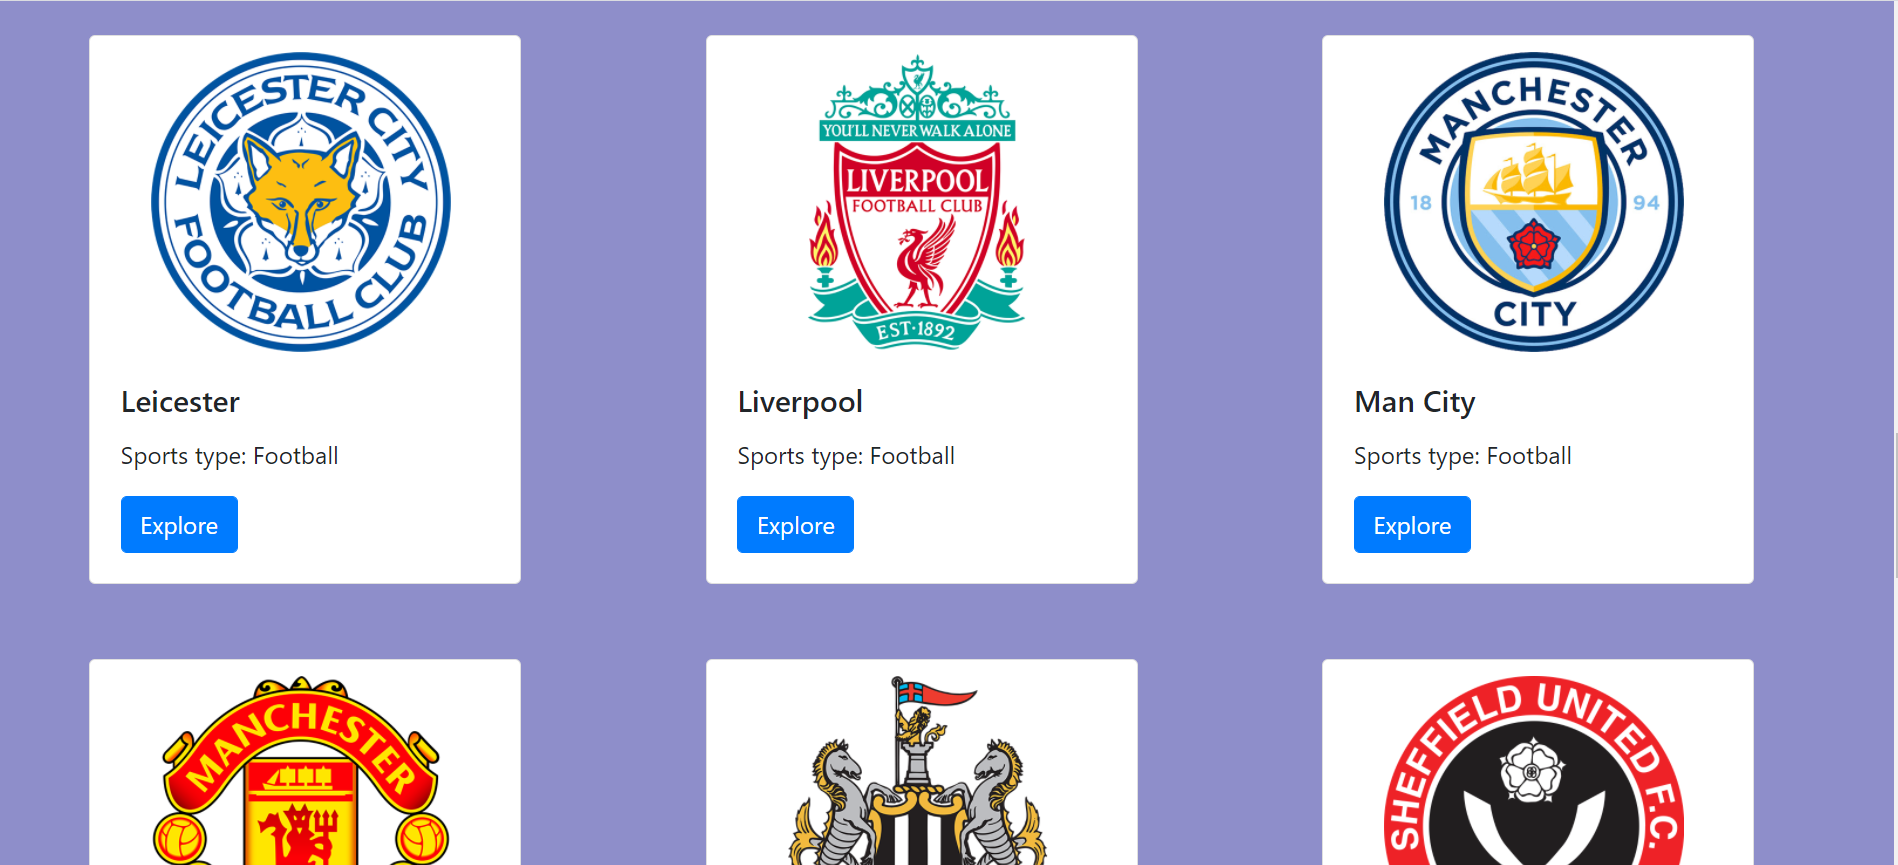 LEICESTER CITY
FOOTBALL CLUB
YOU'LL NEVER WALK ALONE
LIVERPOOL
FOOTBALL CLUB
EST·1892
MANCHESTER
18 94
CITY
Leicester
Liverpool
Man City
Sports type: Football
Sports type: Football
Sports type: Football
Explore
Explore
Explore
MANCHESTER
SHEFFIELD UNITED F.C.